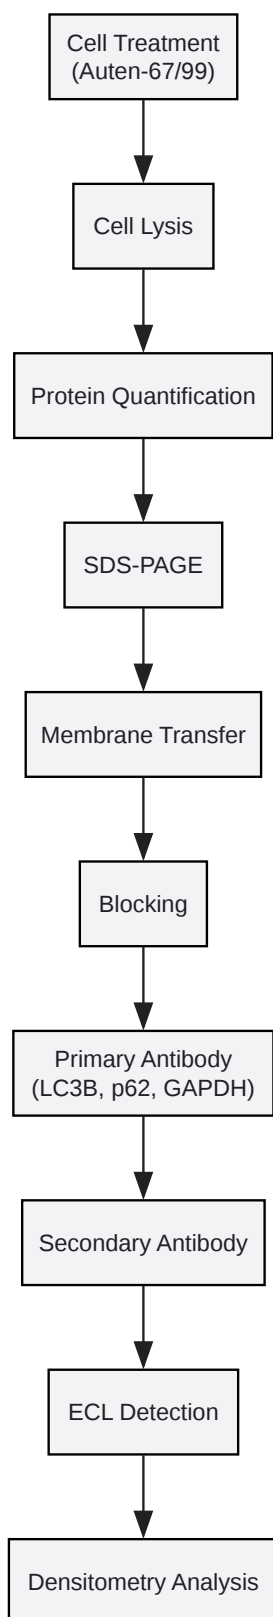 Cell Treatment
(Auten-67/99)
Cell Lysis
Protein Quantification
SDS-PAGE
Membrane Transfer
Blocking
Primary Antibody
(LC3B, p62, GAPDH)
Secondary Antibody
ECL Detection
Densitometry Analysis